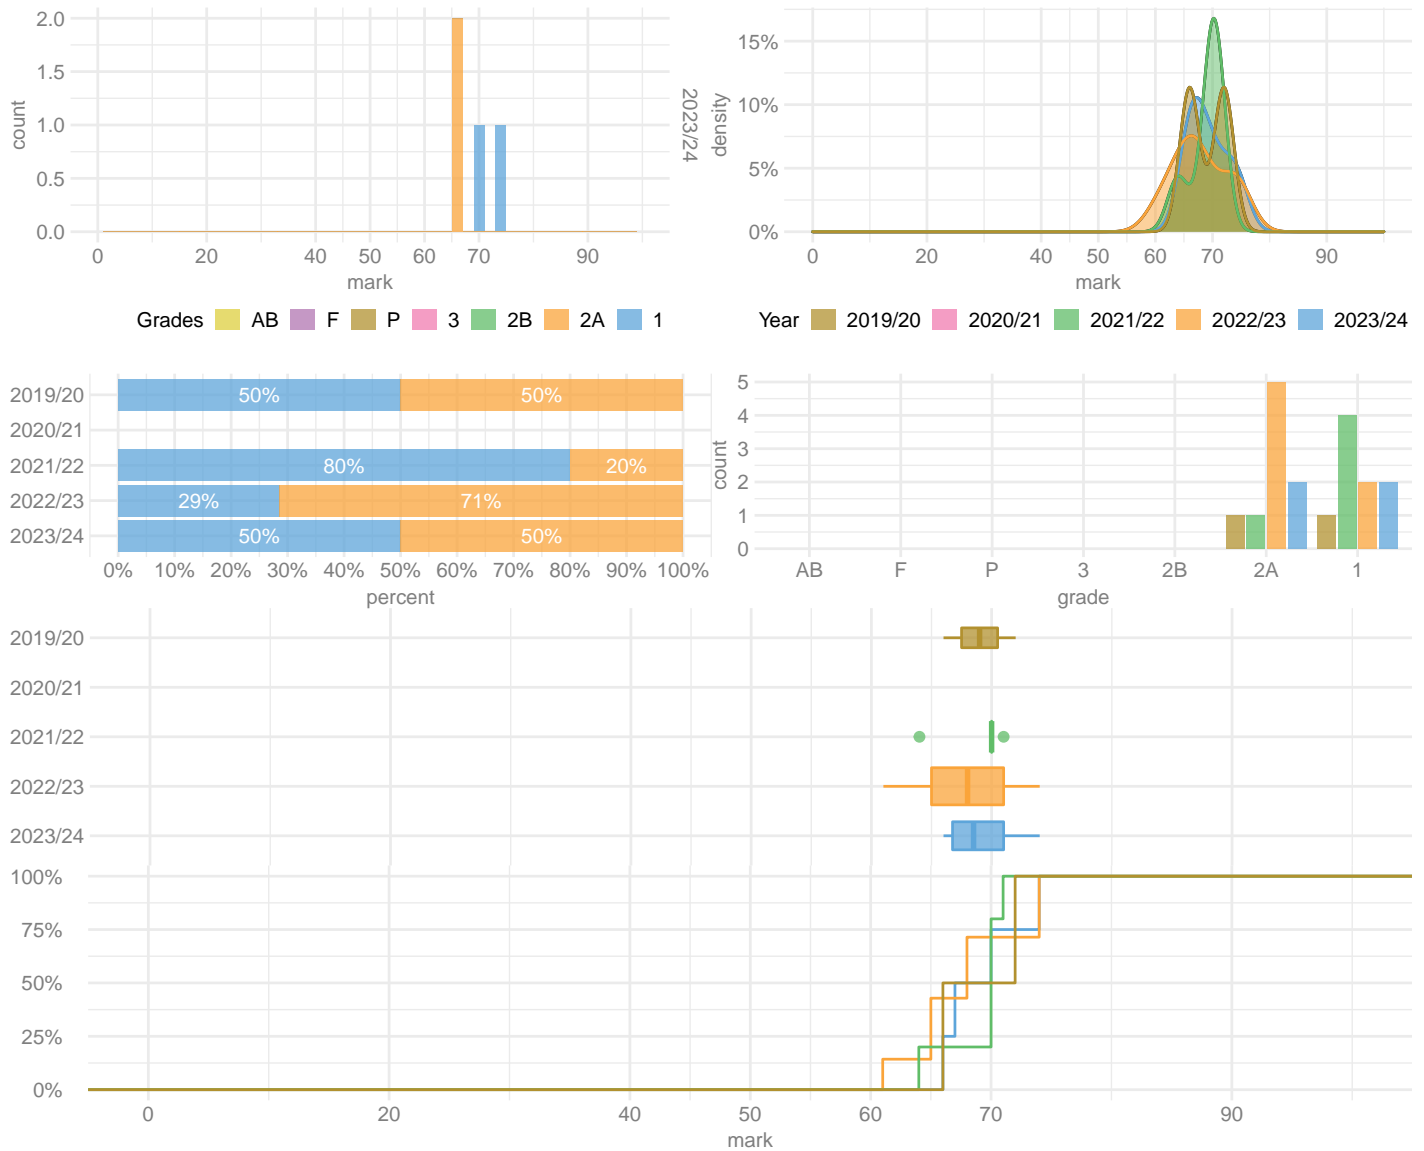 2.0
1.5
1.0
0.5
0.0
count
0 20 40 50 60 70 90
mark
2023/24
15%
10%
5%
0%
density
0 20 40 50 60 70 90
mark
Grades AB F P 3 2B 2A 1
Year 2019/20 2020/21 2021/22 2022/23 2023/24
2019/20 50% 50%
2020/21
2021/22 80% 20%
2022/23 29% 71%
2023/24 50% 50%
0% 10% 20% 30% 40% 50% 60% 70% 80% 90% 100%
percent
5
4
3
2
1
0
count
AB F P 3 2B 2A 1
grade
2019/20
2020/21
2021/22
2022/23
2023/24
100%
75%
50%
25%
0%
0 20 40 50 60 70 90
mark